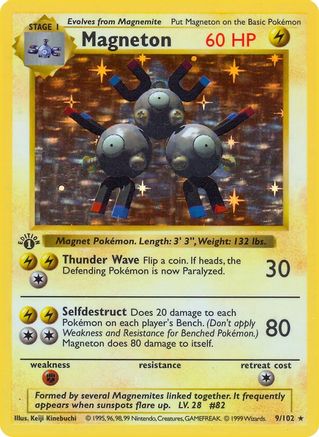 STAGE 1
Evolves from Magnemite
Put Magneton on the Basic Pokémon
Magneton
60 HP
EDITION
1
Magnet Pokémon. Length: 3' 3", Weight: 132 lbs.
Thunder Wave Flip a coin. If heads, the
Defending Pokémon is now Paralyzed.
30
Selfdestruct Does 20 damage to each
Pokémon on each player's Bench. (Don't apply
Weakness and Resistance for Benched Pokémon.)
Magneton does 80 damage to itself.
80
weakness
resistance
retreat cost
Formed by several Magnemites linked together. It frequently
appears when sunspots flare up. LV. 28 #82
Illus. Keiji Kinebuchi
© 1995, 96, 98, 99 Nintendo, Creatures, GAMEFREAK. © 1999 Wizards.
9/102 ★